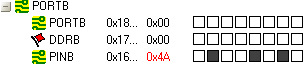 PORTB
PORTB 0x18... 0x00
DDRB 0x17... 0x00
PINB 0x16... 0x4A